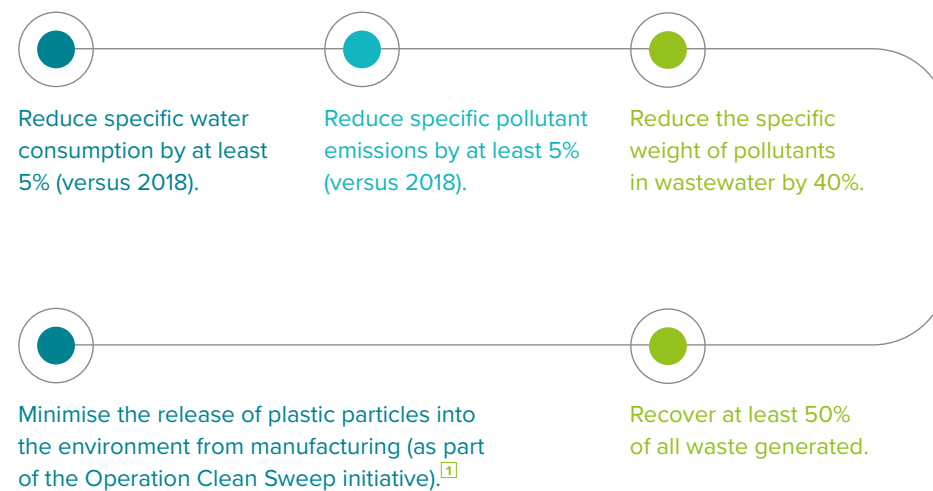 Reduce specific water
consumption by at least
5% (versus 2018).
Reduce specific pollutant
emissions by at least 5%
(versus 2018).
Reduce the specific
weight of pollutants
in wastewater by 40%.
Minimise the release of plastic particles into
the environment from manufacturing (as part
of the Operation Clean Sweep initiative).1
Recover at least 50%
of all waste generated.